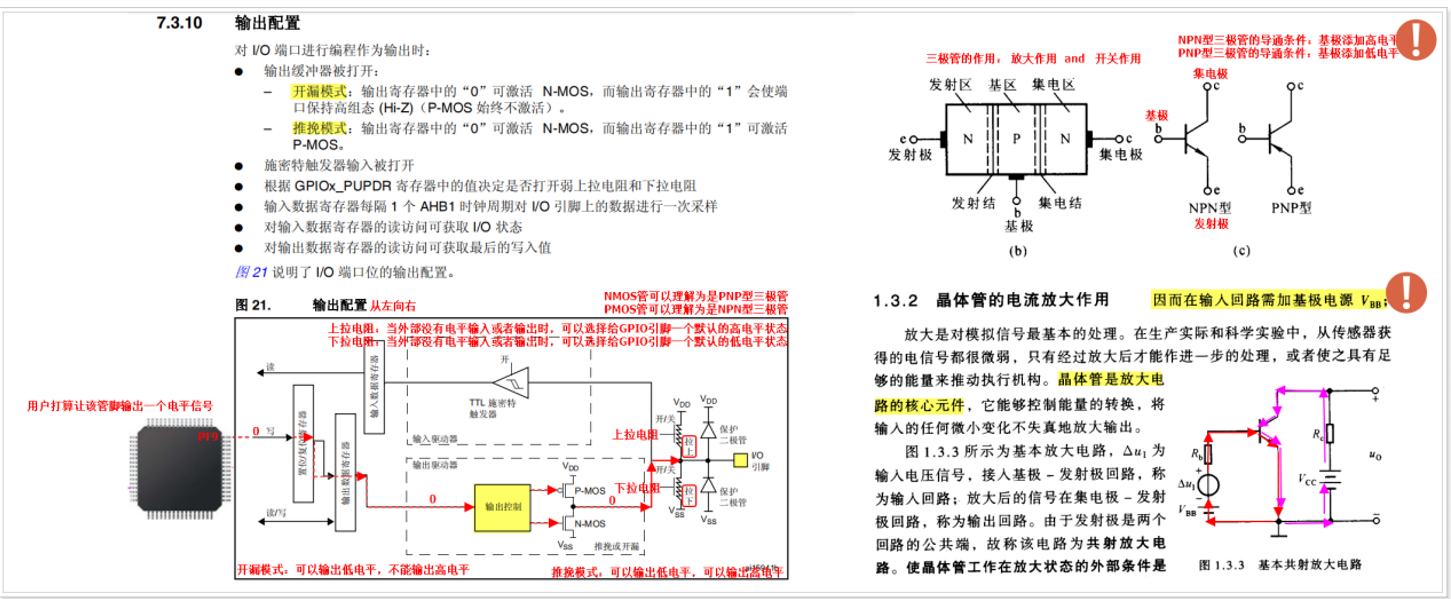 7.3.10 输出配置
对 I/O 端口进行编程作为输出时：
● 输出缓冲器被打开：
– 开漏模式：输出寄存器中的“0”可激活 N-MOS，而输出寄存器中的“1”会使端
口保持高组态 (Hi-Z)（P-MOS 始终不激活）。
– 推挽模式：输出寄存器中的“0”可激活 N-MOS，而输出寄存器中的“1”可激活
P-MOS。
● 施密特触发器输入被打开
● 根据 GPIOx_PUPDR 寄存器中的值决定是否打开弱上拉电阻和下拉电阻
● 输入数据寄存器每隔 1 个 AHB1 时钟周期对 I/O 引脚上的数据进行一次采样
● 对输入数据寄存器的读访问可获取 I/O 状态
● 对输出数据寄存器的读访问可获取最后的写入值
图 21 说明了 I/O 端口位的输出配置。
图 21. 输出配置 从左向右
NMOS管可以理解为是PNP型三极管
PMOS管可以理解为是NPN型三极管
上拉电阻：当外部没有电平输入或者输出时，可以选择给GPIO引脚一个默认的高电平状态
下拉电阻：当外部没有电平输入或者输出时，可以选择给GPIO引脚一个默认的低电平状态
用户打算让该管脚输出一个电平信号
PF9
0
写
读
读/写
置位/复位寄存器
输入数据寄存器
输出数据寄存器
开
TTL 施密特
触发器
输入驱动器
输出驱动器
0
输出控制
VDD
P-MOS
0
N-MOS
VSS
推挽或开漏
VDD
VDD
开/关
上拉电阻
拉上
保护
二极管
I/O
引脚
开/关
下拉电阻
拉下
保护
二极管
VSS
VSS
开漏模式：可以输出低电平，不能输出高电平
推挽模式：可以输出低电平，可以输出高电平
三极管的作用，放大作用 and 开关作用
NPN型三极管的导通条件：基极添加高电平
PNP型三极管的导通条件：基极添加低电平
!
发射区 基区 集电区
e
发射极
N P N
c
集电极
发射结
b
基极
集电结
(b)
集电极
c
基极
b
e
NPN型
发射极
c
b
e
PNP型
(c)
1.3.2 晶体管的电流放大作用
因而在输入回路需加基极电源 VBB；
!
放大是对模拟信号最基本的处理。在生产实际和科学实验中，从传感器获
得的电信号都很微弱，只有经过放大后才能作进一步的处理，或者使之具有足
够的能量来推动执行机构。晶体管是放大电
路的核心元件，它能够控制能量的转换，将
输入的任何微小变化不失真地放大输出。
图 1.3.3 所示为基本放大电路，Δu1 为
输入电压信号，接入基极－发射极回路，称
为输入回路；放大后的信号在集电极－发射
极回路，称为输出回路。由于发射极是两个
回路的公共端，故称该电路为共射放大电
路。使晶体管工作在放大状态的外部条件是
Rb
+
Δu1
−
VBB
Rc
VCC
+
uO
−
图 1.3.3 基本共射放大电路